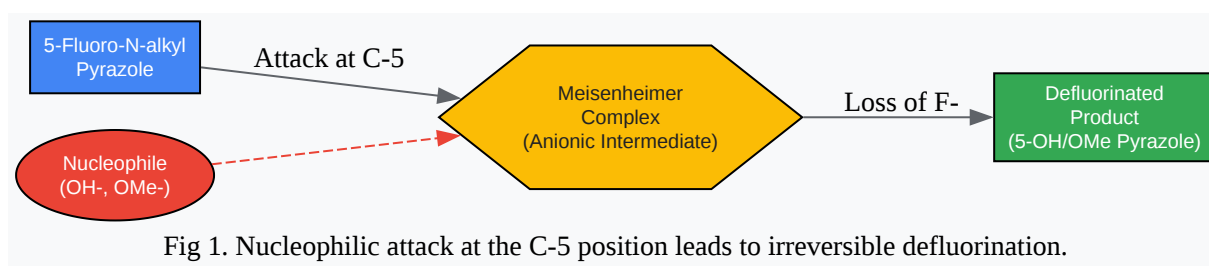 5-Fluoro-N-alkyl
Pyrazole
Attack at C-5
Nucleophile
(OH-, OMe-)
Meisenheimer
Complex
(Anionic Intermediate)
Loss of F-
Defluorinated
Product
(5-OH/OMe Pyrazole)
Fig 1. Nucleophilic attack at the C-5 position leads to irreversible defluorination.